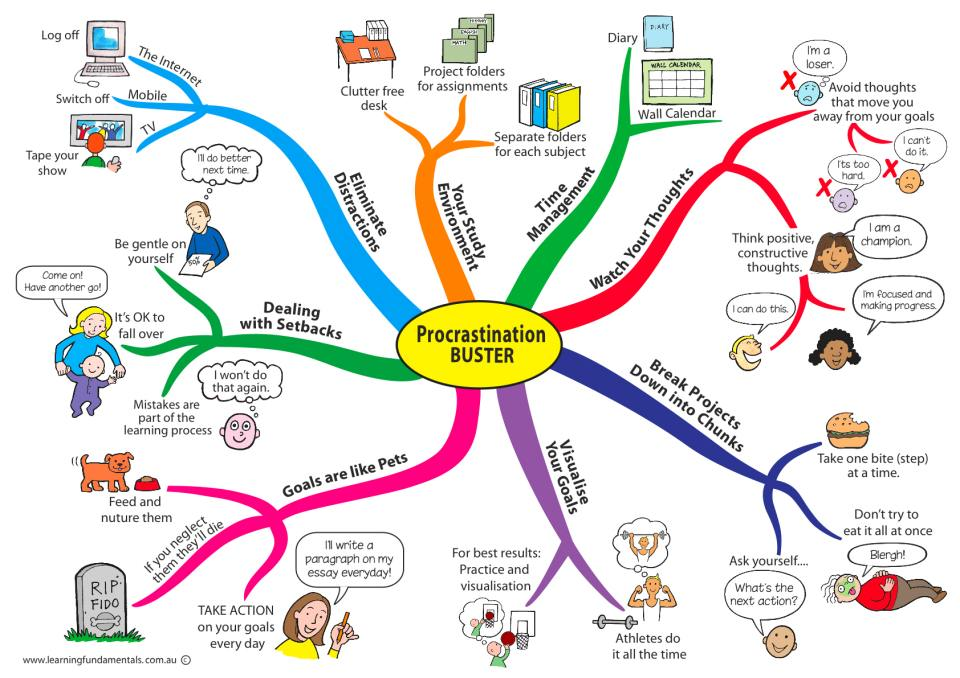 Procrastination
BUSTER
Eliminate
Distractions
The Internet
Log off
Mobile
Switch off
TV
Tape your
show
Your Study
Environment
Clutter free
desk
Project folders
for assignments
HISTORY
ENGLISH
MATH
Separate folders
for each subject
Time
Management
Diary
DIARY
WALL CALENDAR
Wall Calendar
Watch Your Thoughts
I'm a
loser.
Avoid thoughts
that move you
away from your goals
It's too
hard.
I can't
do it.
Think positive,
constructive
thoughts.
I am a
champion.
I can do this.
I'm focused and
making progress.
Break Projects
Down into Chunks
Take one bite (step)
at a time.
Don't try to
eat it all at once
Blergh!
Ask yourself....
What's the
next action?
Visualise
Your Goals
For best results:
Practice and
visualisation
Athletes do
it all the time
Goals are like Pets
Feed and
nuture them
If you neglect
them they'll die
RIP
FIDO
TAKE ACTION
on your goals
every day
I'll write a
paragraph on my
essay everyday!
Dealing
with Setbacks
I'll do better
next time.
50%
Be gentle on
yourself
Come on!
Have another go!
It's OK to
fall over
I won't do
that again.
Mistakes are
part of the
learning process
www.learningfundamentals.com.au ©